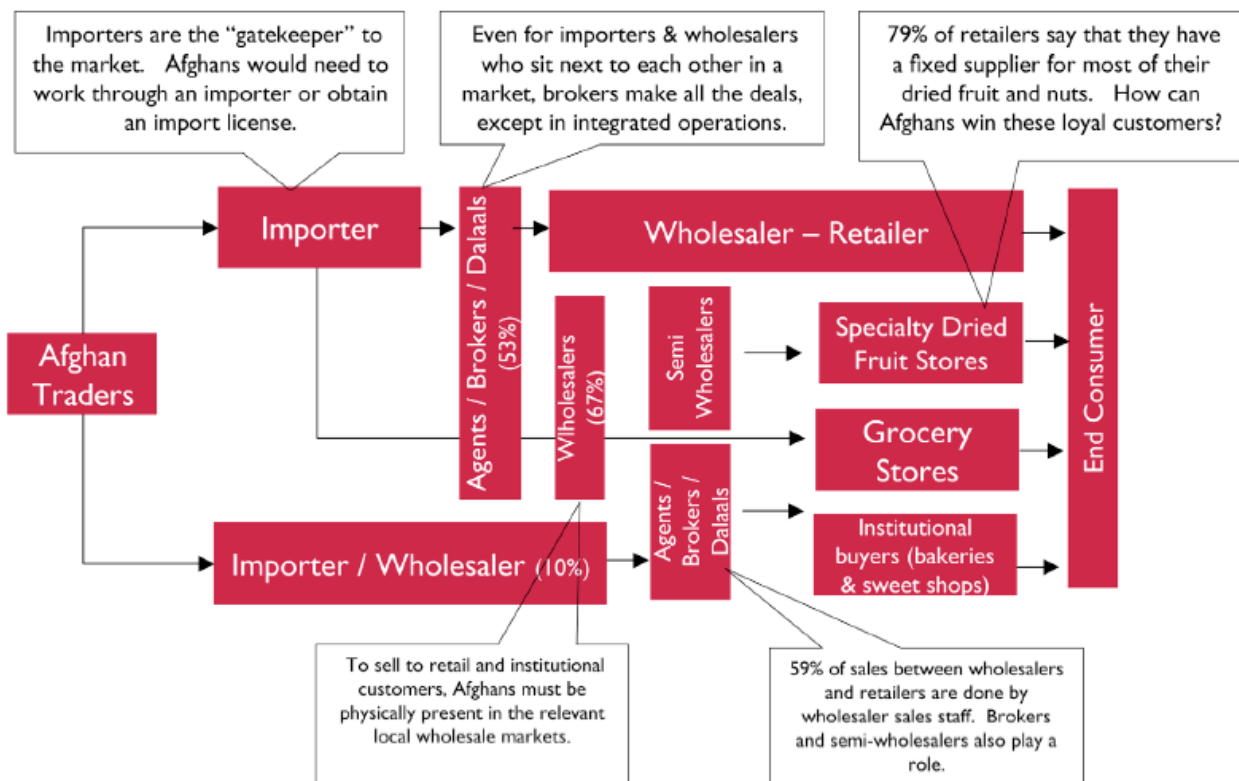 Importers are the “gatekeeper” to
the market. Afghans would need to
work through an importer or obtain
an import license.
Even for importers & wholesalers
who sit next to each other in a
market, brokers make all the deals,
except in integrated operations.
79% of retailers say that they have
a fixed supplier for most of their
dried fruit and nuts. How can
Afghans win these loyal customers?
Afghan
Traders
Importer
Agents / Brokers / Dalaals
(53%)
Wholesaler – Retailer
Wholesalers
(67%)
Semi
Wholesalers
Specialty Dried
Fruit Stores
Grocery
Stores
Importer / Wholesaler (10%)
Agents /
Brokers /
Dalaals
Institutional
buyers (bakeries
& sweet shops)
End Consumer
To sell to retail and institutional
customers, Afghans must be
physically present in the relevant
local wholesale markets.
59% of sales between wholesalers
and retailers are done by
wholesaler sales staff. Brokers
and semi-wholesalers also play a
role.